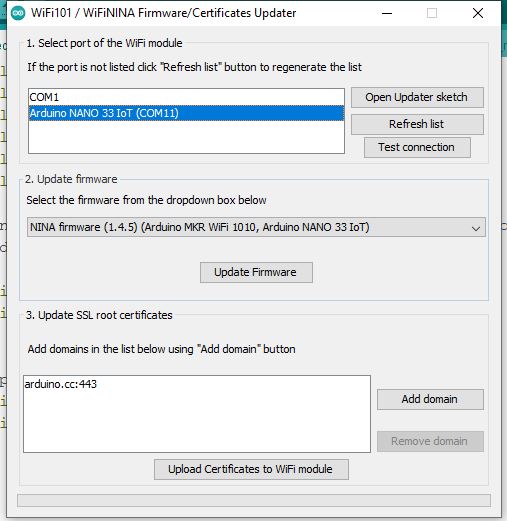 WiFi101 / WiFiNINA Firmware/Certificates Updater
1. Select port of the WiFi module
If the port is not listed click "Refresh list" button to regenerate the list
COM1
Arduino NANO 33 IoT (COM11)
Open Updater sketch
Refresh list
Test connection
2. Update firmware
Select the firmware from the dropdown box below
NINA firmware (1.4.5) (Arduino MKR WiFi 1010, Arduino NANO 33 IoT)
Update Firmware
3. Update SSL root certificates
Add domains in the list below using "Add domain" button
arduino.cc:443
Add domain
Remove domain
Upload Certificates to WiFi module